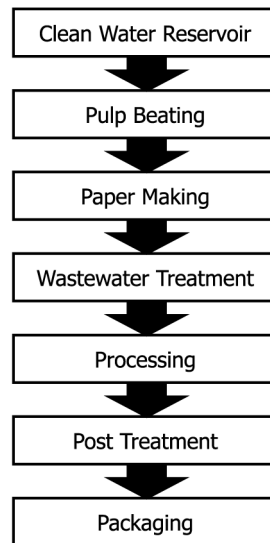 Clean Water Reservoir
Pulp Beating
Paper Making
Wastewater Treatment
Processing
Post Treatment
Packaging